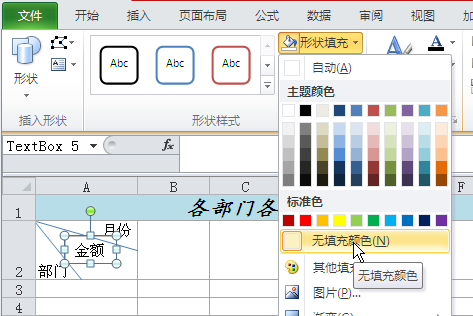 文件 开始 插入 页面布局 公式 数据 审阅 视图
形状填充
形状
Abc Abc Abc
自动(A)
主题颜色
插入形状 形状样式
TextBox 5 fx
A B C F
标准色
1 各部门各
无填充颜色(N)
月份
金额
2 部门
其他填
无填充颜色
3
图片(P)...
4
渐变(G)